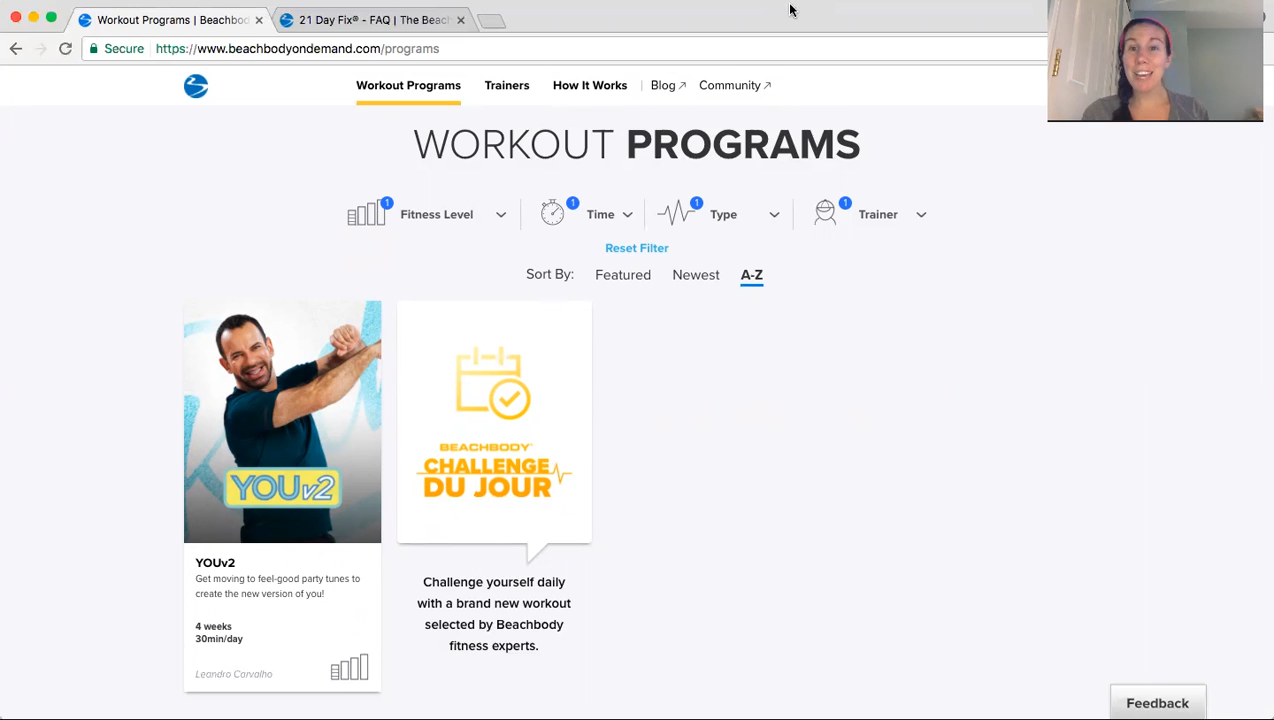 Workout Programs | Beachbod
21 Day Fix® - FAQ | The Beach
Secure
https://www.beachbodyondemand.com/programs
Workout Programs
Trainers
How It Works
Blog
Community
WORKOUT PROGRAMS
1
Fitness Level
1
Time
1
Type
1
Trainer
Reset Filter
Sort By: Featured Newest A-Z
YOUv2
BEACHBODY
CHALLENGE
DU JOUR
YOUv2
Get moving to feel-good party tunes to
create the new version of you!
4 weeks
30min/day
Leandro Carvalho
Challenge yourself daily
with a brand new workout
selected by Beachbody
fitness experts.
Feedback